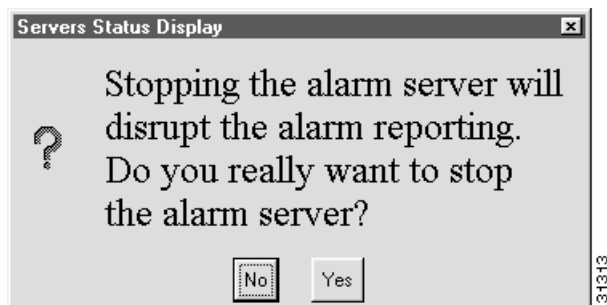 Servers Status Display
Stopping the alarm server will
disrupt the alarm reporting.
Do you really want to stop
the alarm server?
No Yes
31313